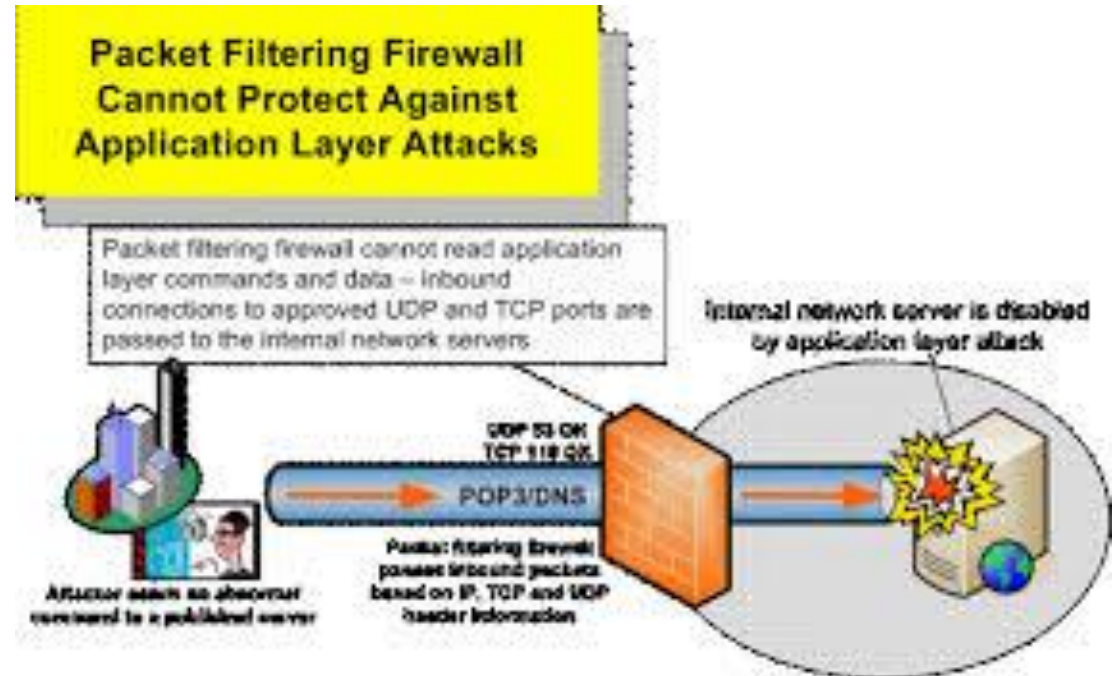 Packet Filtering Firewall
Cannot Protect Against
Application Layer Attacks
Packet filtering firewall cannot read application
layer commands and data – inbound
connections to approved UDP and TCP ports are
passed to the internal network servers
Internal network server is disabled
by application layer attack
UDP 53 OK
TCP 110 OK
POP3/DNS
Packet filtering firewall
passes inbound packets
based on IP, TCP and UDP
header information
Attacker sends an abnormal
command to a published server